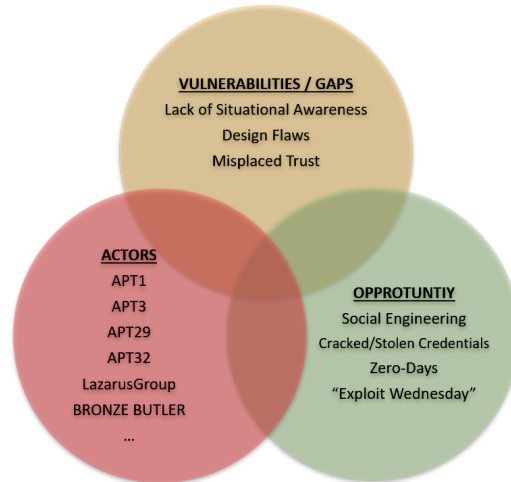 VULNERABILITIES / GAPS
Lack of Situational Awareness
Design Flaws
Misplaced Trust
ACTORS
APT1
APT3
APT29
APT32
LazarusGroup
BRONZE BUTLER
...
OPPROTUNTIY
Social Engineering
Cracked/Stolen Credentials
Zero-Days
“Exploit Wednesday”